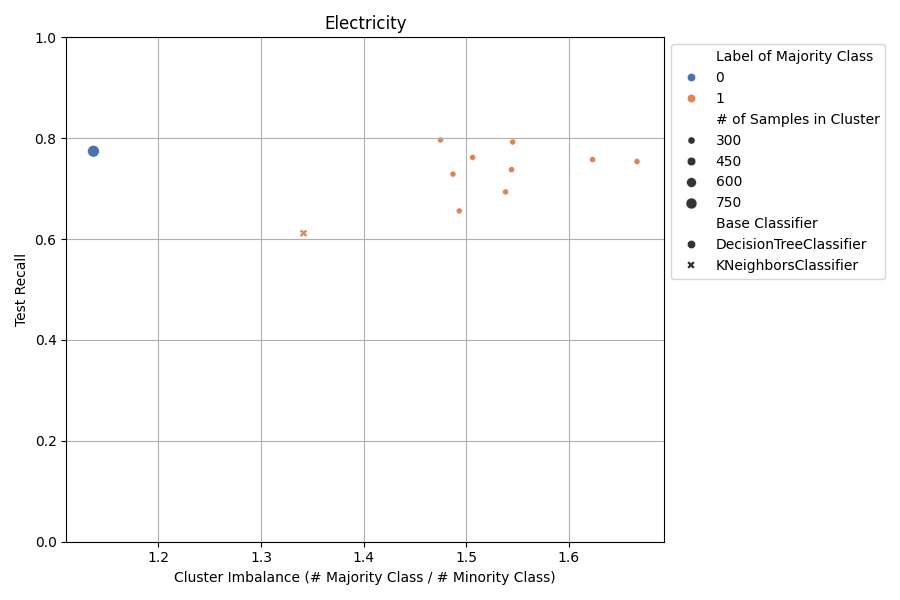 Electricity
1.0
0.8
0.6
0.4
0.2
0.0
Test Recall
1.2 1.3 1.4 1.5 1.6
Cluster Imbalance (# Majority Class / # Minority Class)
Label of Majority Class
0
1
# of Samples in Cluster
300
450
600
750
Base Classifier
DecisionTreeClassifier
KNeighborsClassifier